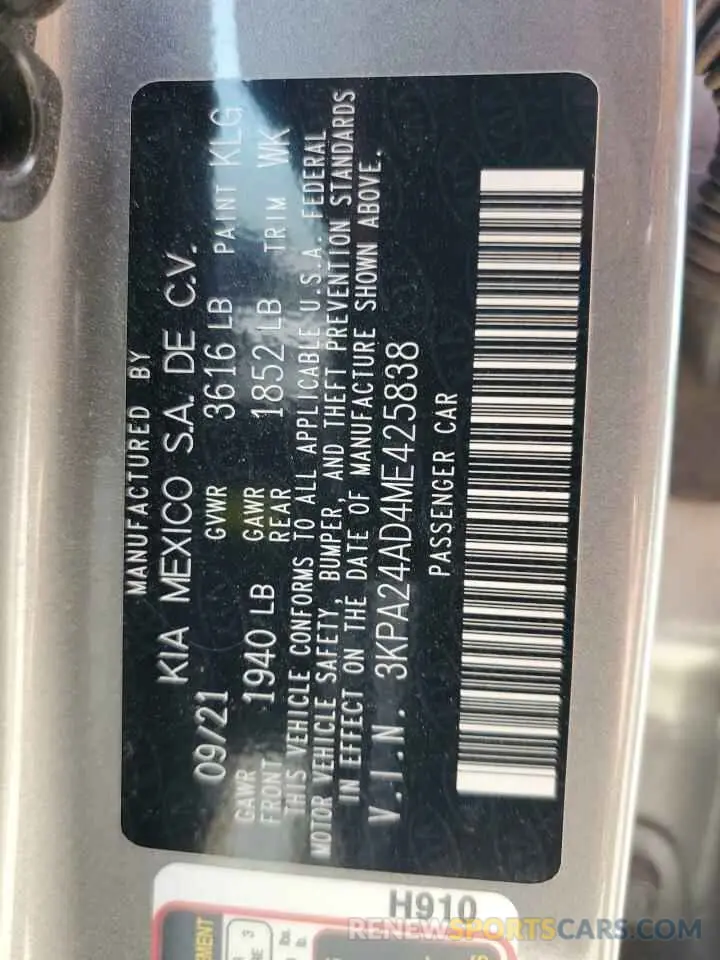 MANUFACTURED BY
KIA MEXICO S.A. DE C.V.
09/21 GVWR 3616 LB PAINT KLG
GAWR FRONT 1940 LB GAWR REAR 1852 LB TRIM WK
THIS VEHICLE CONFORMS TO ALL APPLICABLE U.S.A. FEDERAL
MOTOR VEHICLE SAFETY, BUMPER, AND THEFT PREVENTION STANDARDS
IN EFFECT ON THE DATE OF MANUFACTURE SHOWN ABOVE.
V.I.N. 3KPA24AD4ME425838
PASSENGER CAR
H910
RENEWSPORTSCARS.COM